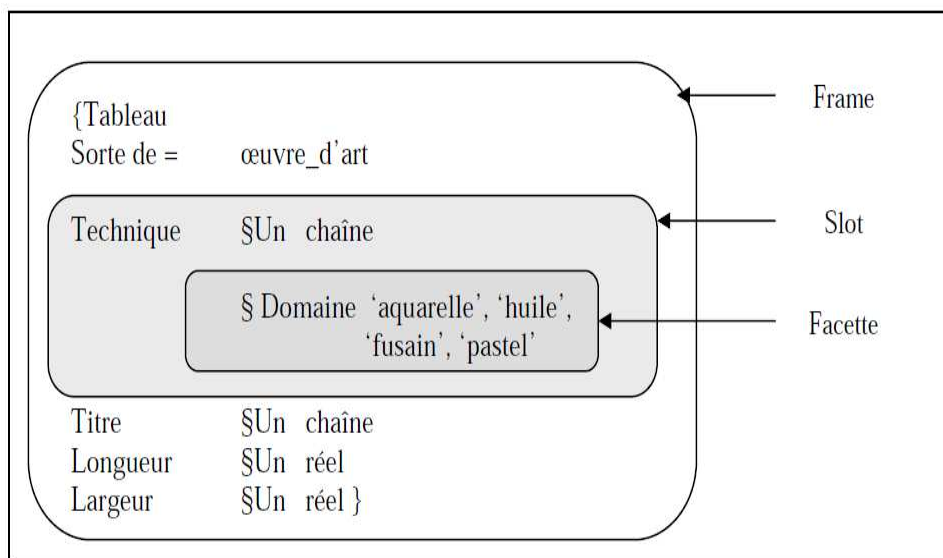 {Tableau
Sorte de = œuvre_d’art
Technique §Un chaîne
§ Domaine ‘aquarelle’, ‘huile’,
‘fusain’, ‘pastel’
Titre §Un chaîne
Longueur §Un réel
Largeur §Un réel }
Frame
Slot
Facette